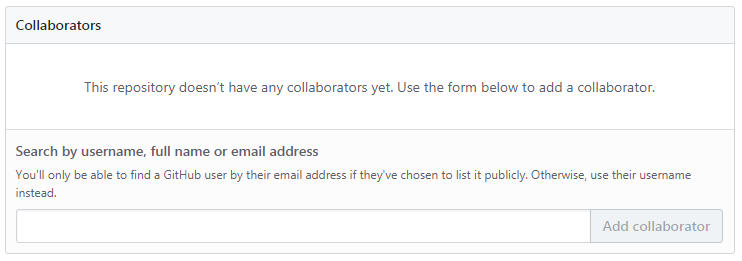 Collaborators
This repository doesn’t have any collaborators yet. Use the form below to add a collaborator.
Search by username, full name or email address
You'll only be able to find a GitHub user by their email address if they've chosen to list it publicly. Otherwise, use their username
instead.
Add collaborator